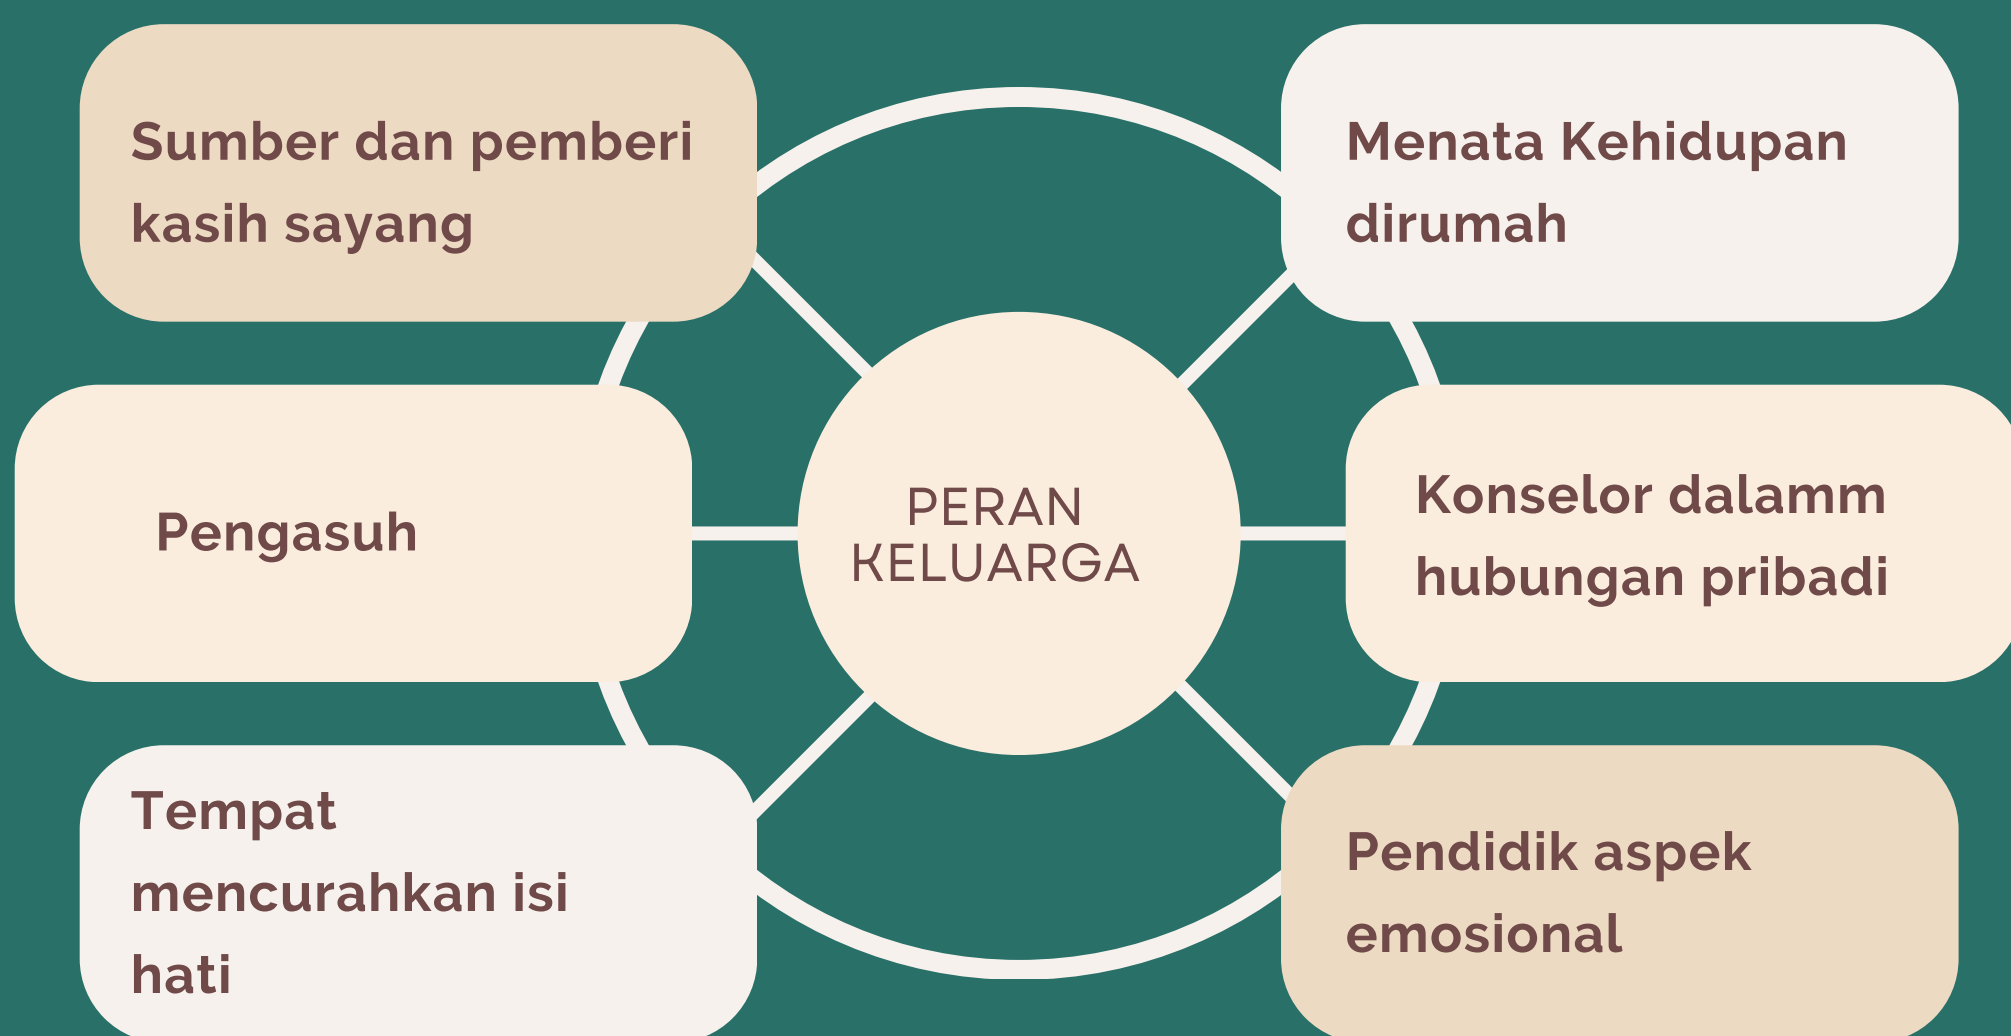 Sumber dan pemberi
kasih sayang
Menata Kehidupan
dirumah
Pengasuh
PERAN
KELUARGA
Konselor dalamm
hubungan pribadi
Tempat
mencurahkan isi
hati
Pendidik aspek
emosional